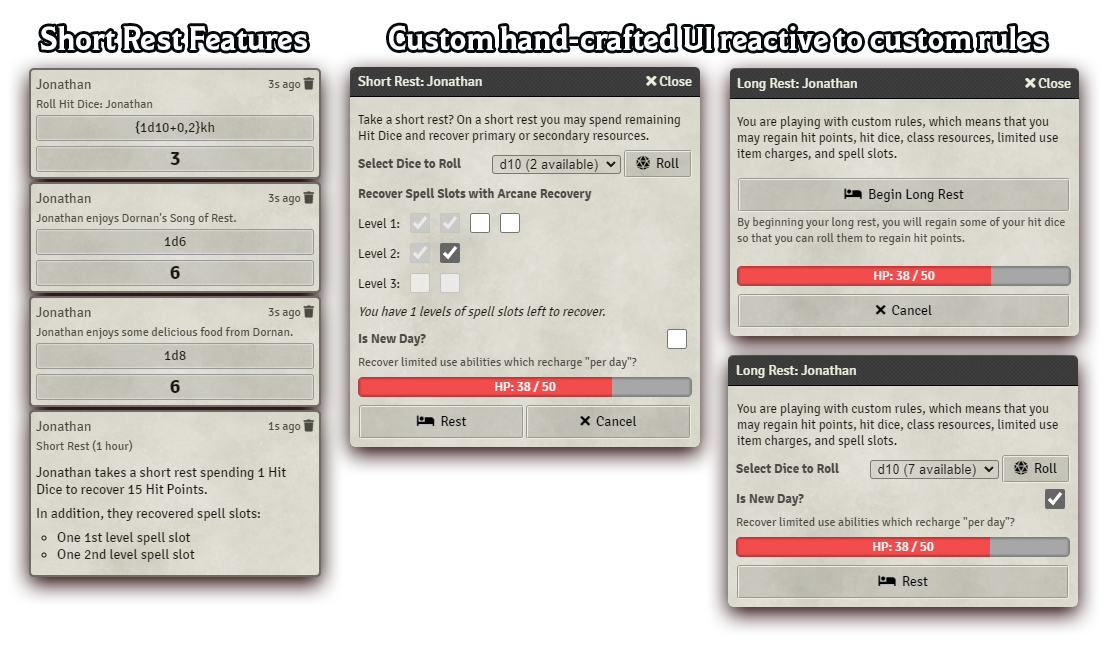 Short Rest Features
Jonathan 3s ago
Roll Hit Dice: Jonathan
{1d10+0,2}kh
3
Jonathan 3s ago
Jonathan enjoys Dornan's Song of Rest.
1d6
6
Jonathan 3s ago
Jonathan enjoys some delicious food from Dornan.
1d8
6
Jonathan 1s ago
Short Rest (1 hour)
Jonathan takes a short rest spending 1 Hit
Dice to recover 15 Hit Points.
In addition, they recovered spell slots:
One 1st level spell slot
One 2nd level spell slot
Custom hand-crafted UI reactive to custom rules
Short Rest: Jonathan Close
Take a short rest? On a short rest you may spend remaining
Hit Dice and recover primary or secondary resources.
Select Dice to Roll d10 (2 available) Roll
Recover Spell Slots with Arcane Recovery
Level 1:
Level 2:
Level 3:
You have 1 levels of spell slots left to recover.
Is New Day?
Recover limited use abilities which recharge "per day"?
HP: 38 / 50
Rest Cancel
Long Rest: Jonathan Close
You are playing with custom rules, which means that you
may regain hit points, hit dice, class resources, limited use
item charges, and spell slots.
Begin Long Rest
By beginning your long rest, you will regain some of your hit dice
so that you can roll them to regain hit points.
HP: 38 / 50
Cancel
Long Rest: Jonathan
You are playing with custom rules, which means that you
may regain hit points, hit dice, class resources, limited use
item charges, and spell slots.
Select Dice to Roll d10 (7 available) Roll
Is New Day?
Recover limited use abilities which recharge "per day"?
HP: 38 / 50
Rest